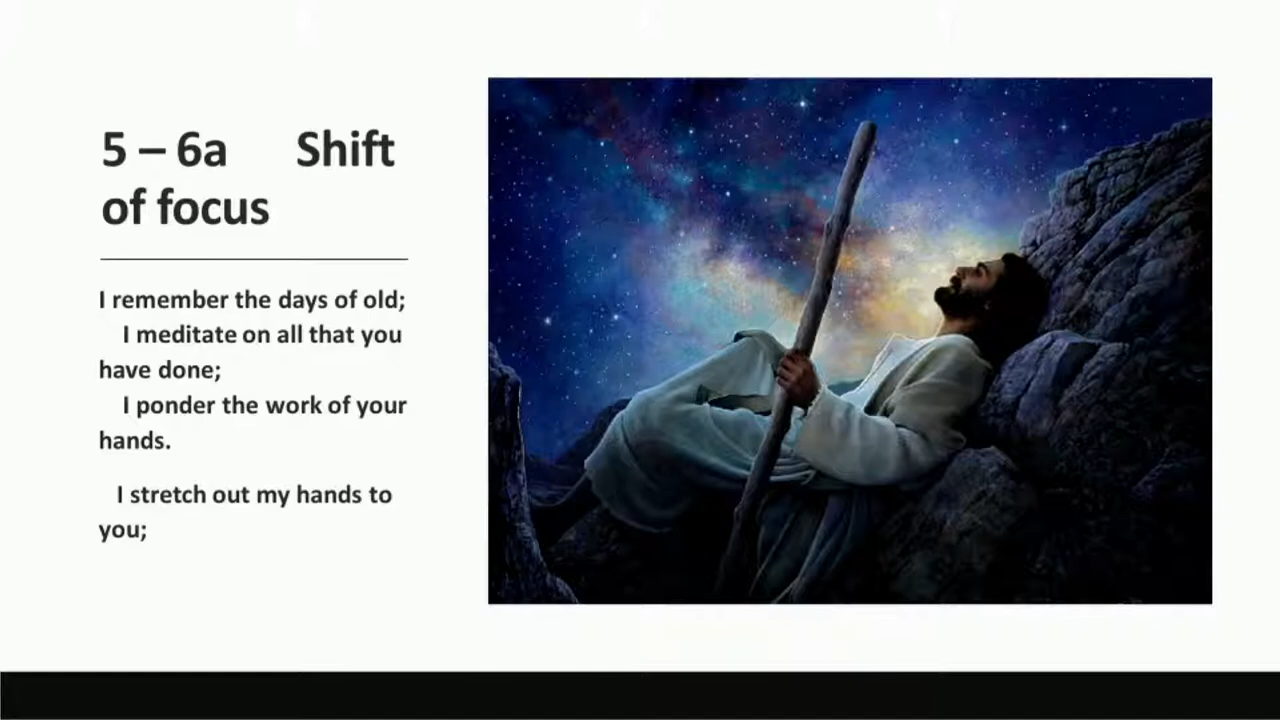 5 – 6a Shift
of focus
I remember the days of old;
I meditate on all that you
have done;
I ponder the work of your
hands.
I stretch out my hands to
you;